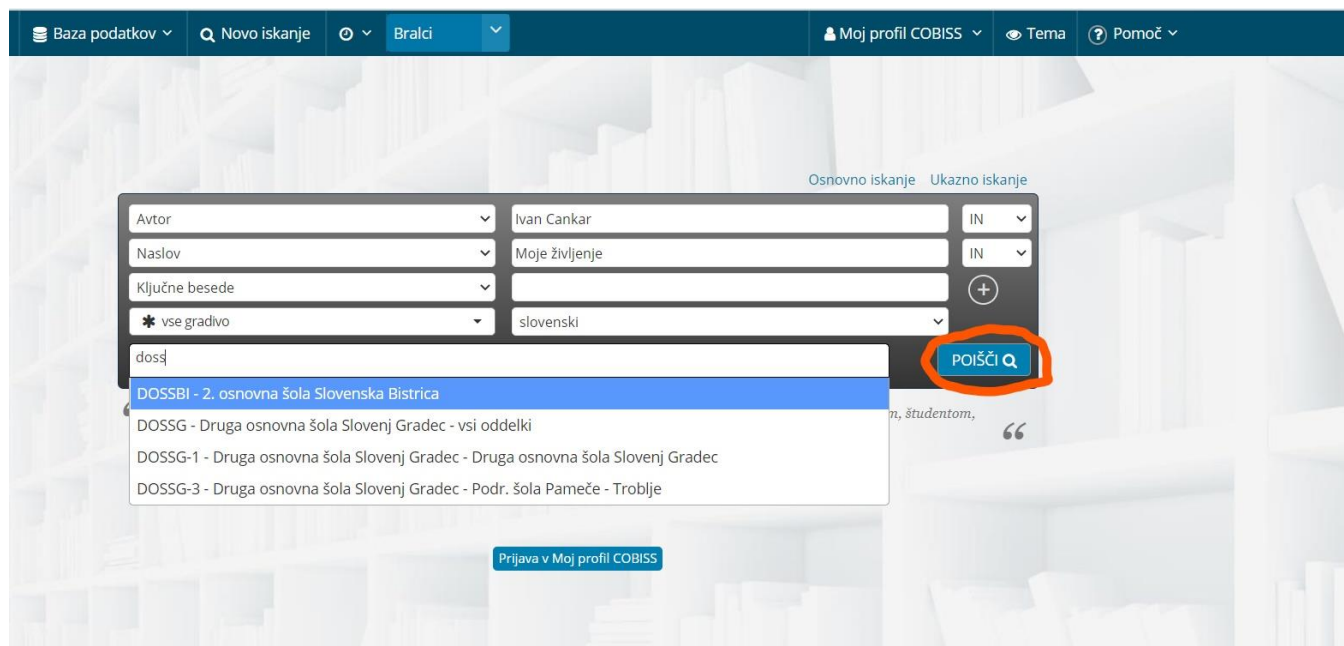 Baza podatkov Novo iskanje Bralci Moj profil COBISS Tema ? Pomoč
Osnovno iskanje Ukazno iskanje
Avtor Ivan Cankar IN
Naslov Moje življenje IN
Ključne besede
✱ vse gradivo slovenski
doss POIŠČI
DOSSBI - 2. osnovna šola Slovenska Bistrica
DOSSG - Druga osnovna šola Slovenj Gradec - vsi oddelki
m, študentom,
DOSSG-1 - Druga osnovna šola Slovenj Gradec - Druga osnovna šola Slovenj Gradec
DOSSG-3 - Druga osnovna šola Slovenj Gradec - Podr. šola Pameče - Troblje
Prijava v Moj profil COBISS